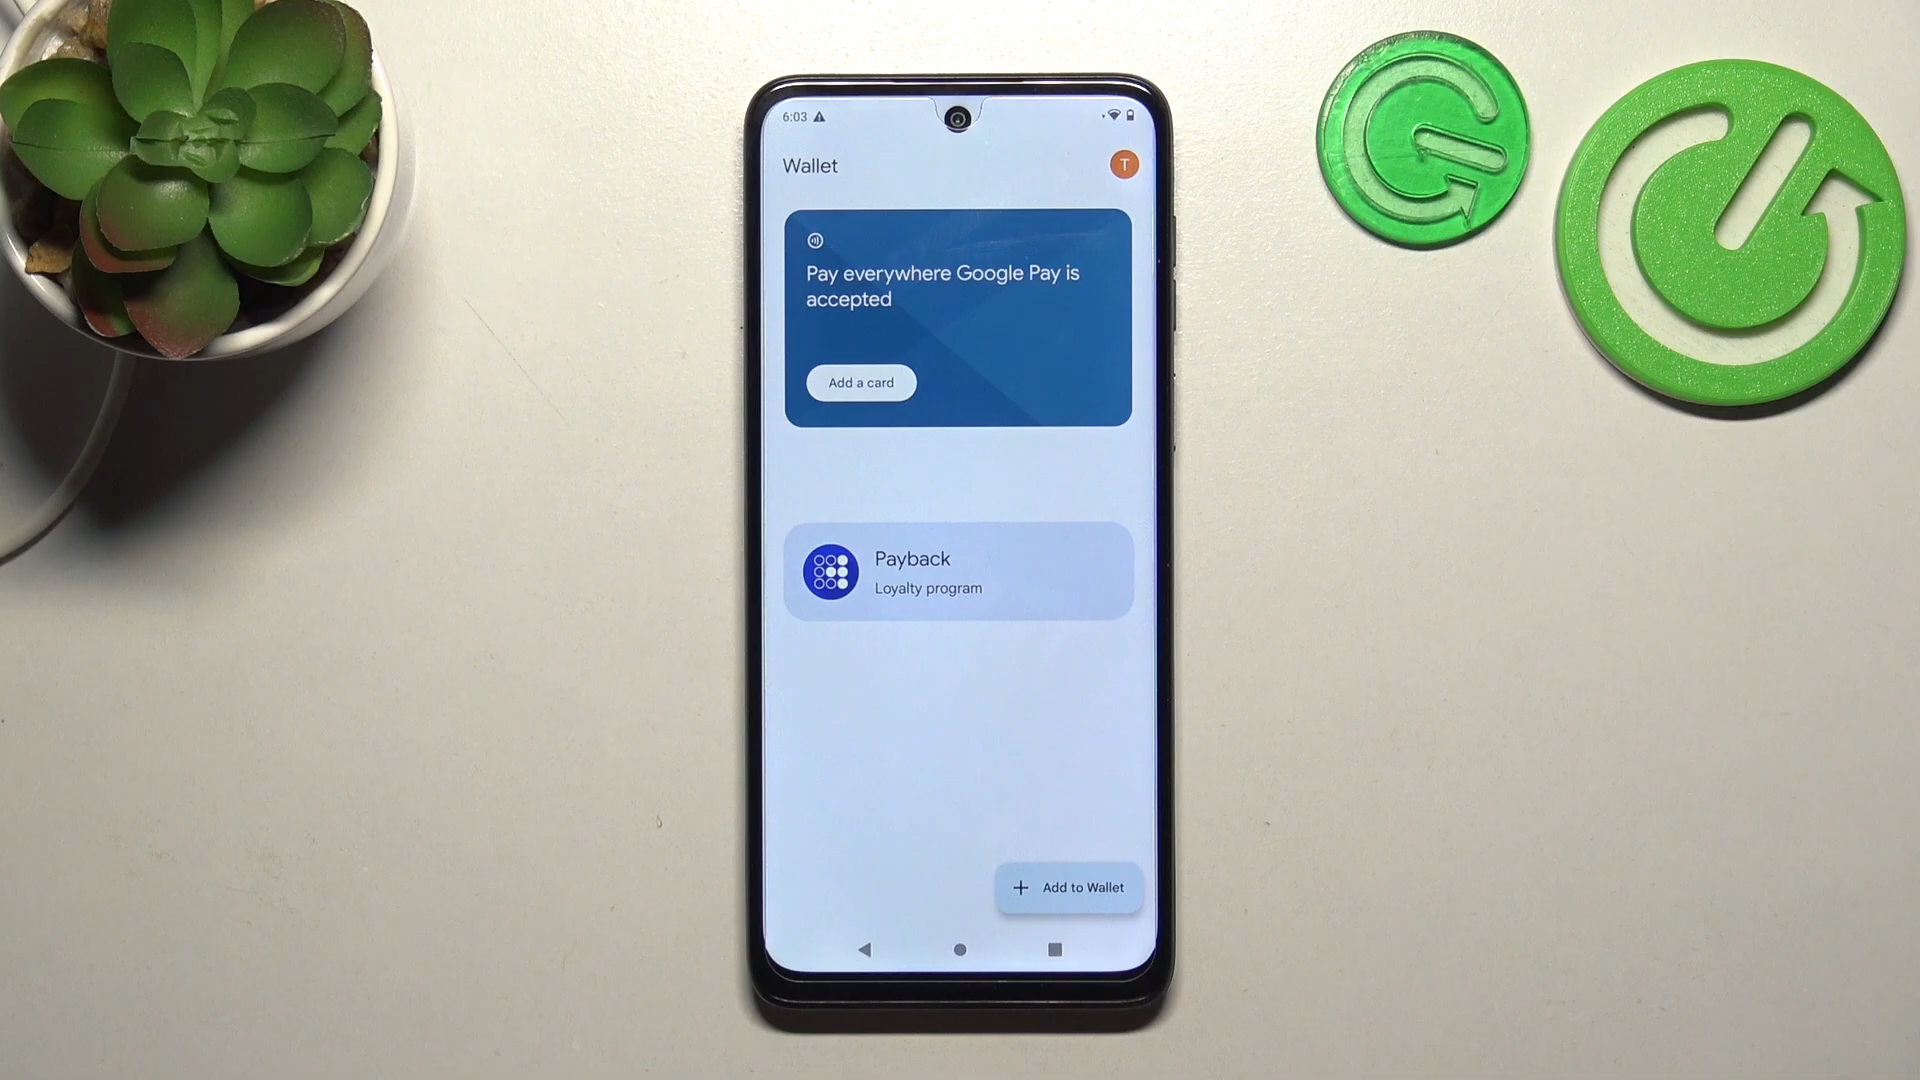 6:03
Wallet
T
Pay everywhere Google Pay is
accepted
Add a card
Payback
Loyalty program
+ Add to Wallet